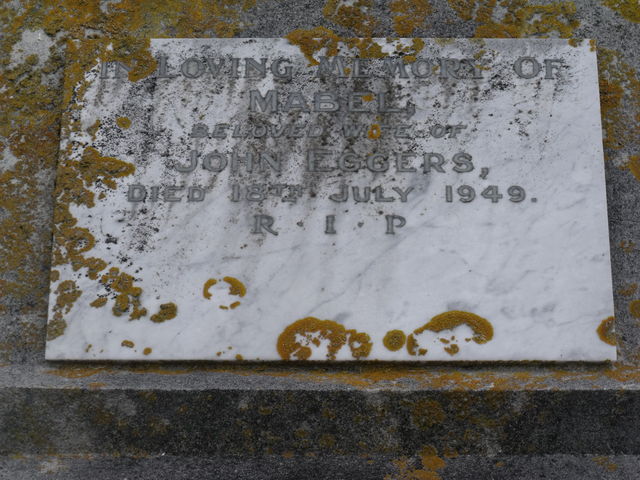 IN LOVING MEMORY OF
MABEL,
BELOVED WIFE OF
JOHN EGGERS,
DIED 18TH JULY 1949.
R · I · P